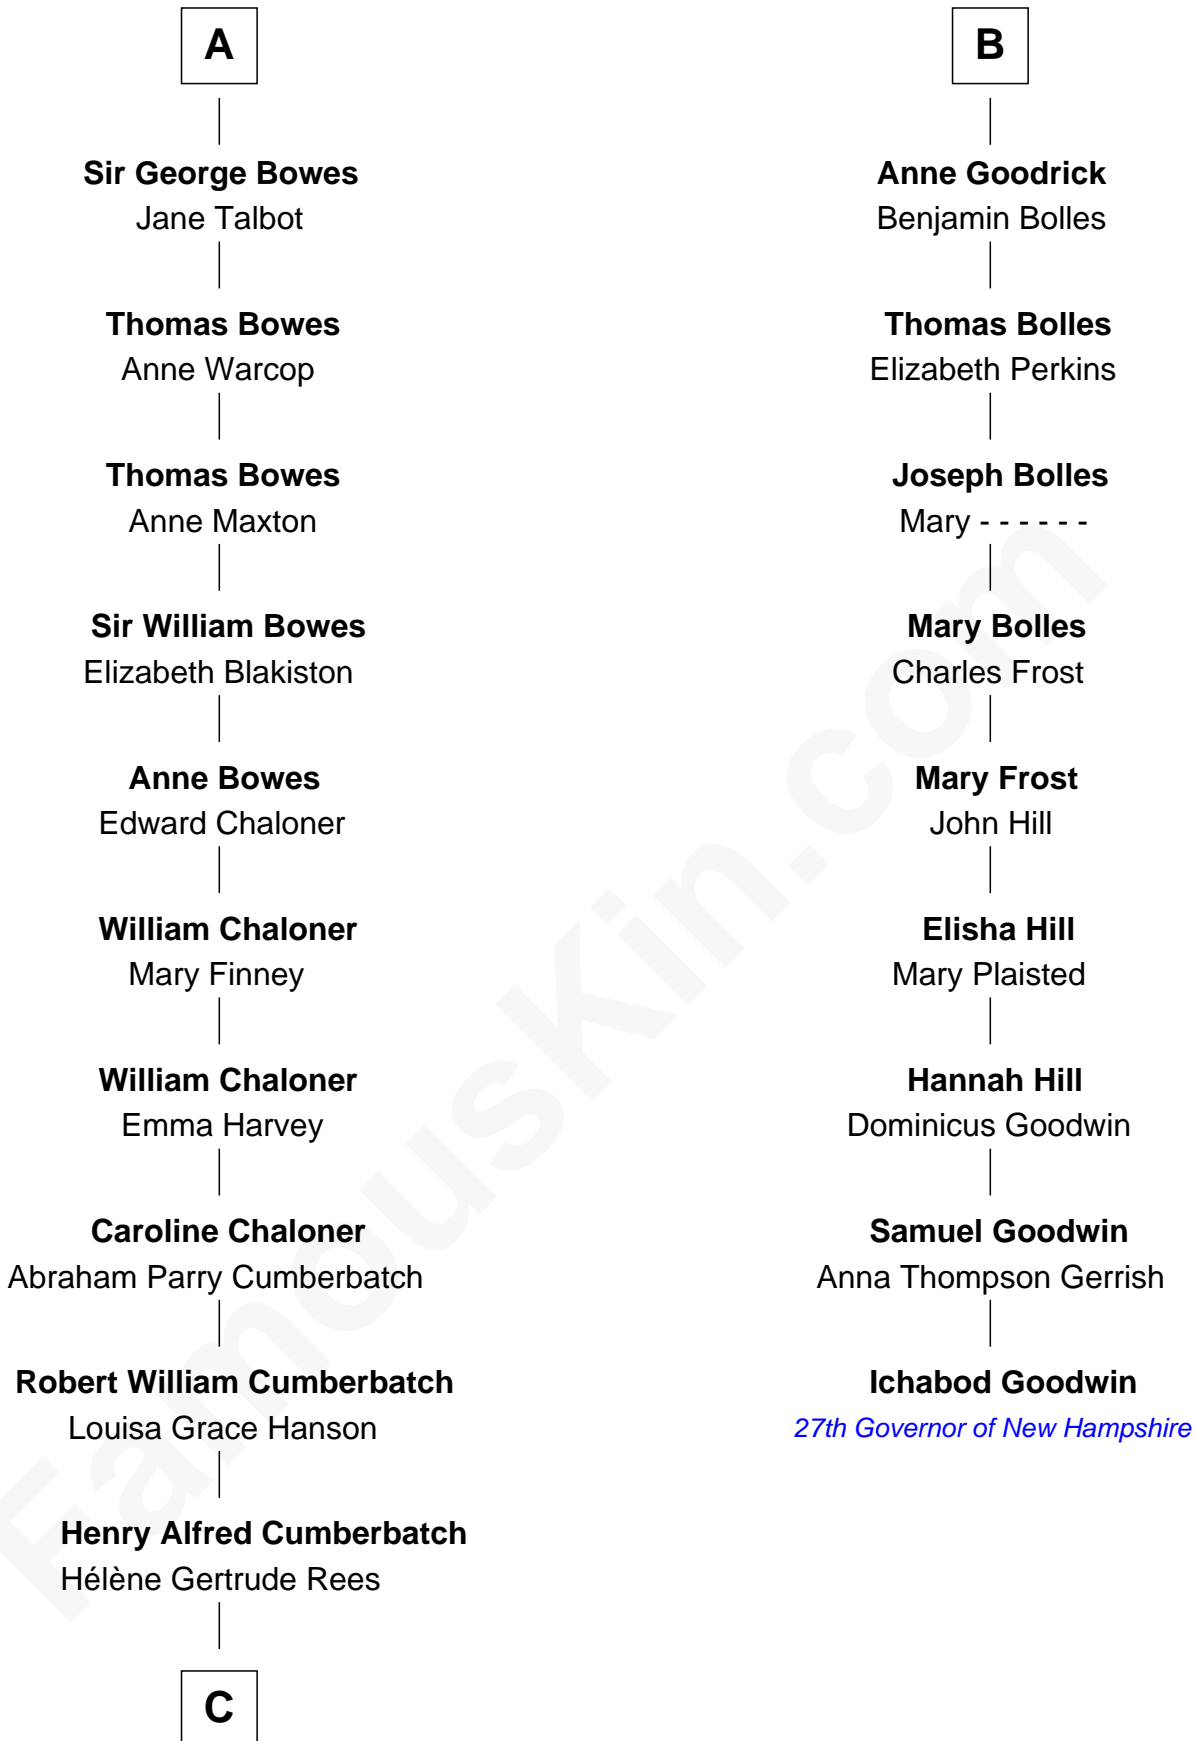 A
Sir George Bowes
Jane Talbot
Thomas Bowes
Anne Warcop
Thomas Bowes
Anne Maxton
Sir William Bowes
Elizabeth Blakiston
Anne Bowes
Edward Chaloner
William Chaloner
Mary Finney
William Chaloner
Emma Harvey
Caroline Chaloner
Abraham Parry Cumberbatch
Robert William Cumberbatch
Louisa Grace Hanson
Henry Alfred Cumberbatch
Hélène Gertrude Rees
C
B
Anne Goodrick
Benjamin Bolles
Thomas Bolles
Elizabeth Perkins
Joseph Bolles
Mary - - - - - -
Mary Bolles
Charles Frost
Mary Frost
John Hill
Elisha Hill
Mary Plaisted
Hannah Hill
Dominicus Goodwin
Samuel Goodwin
Anna Thompson Gerrish
Ichabod Goodwin
27th Governor of New Hampshire
FamousKin.com